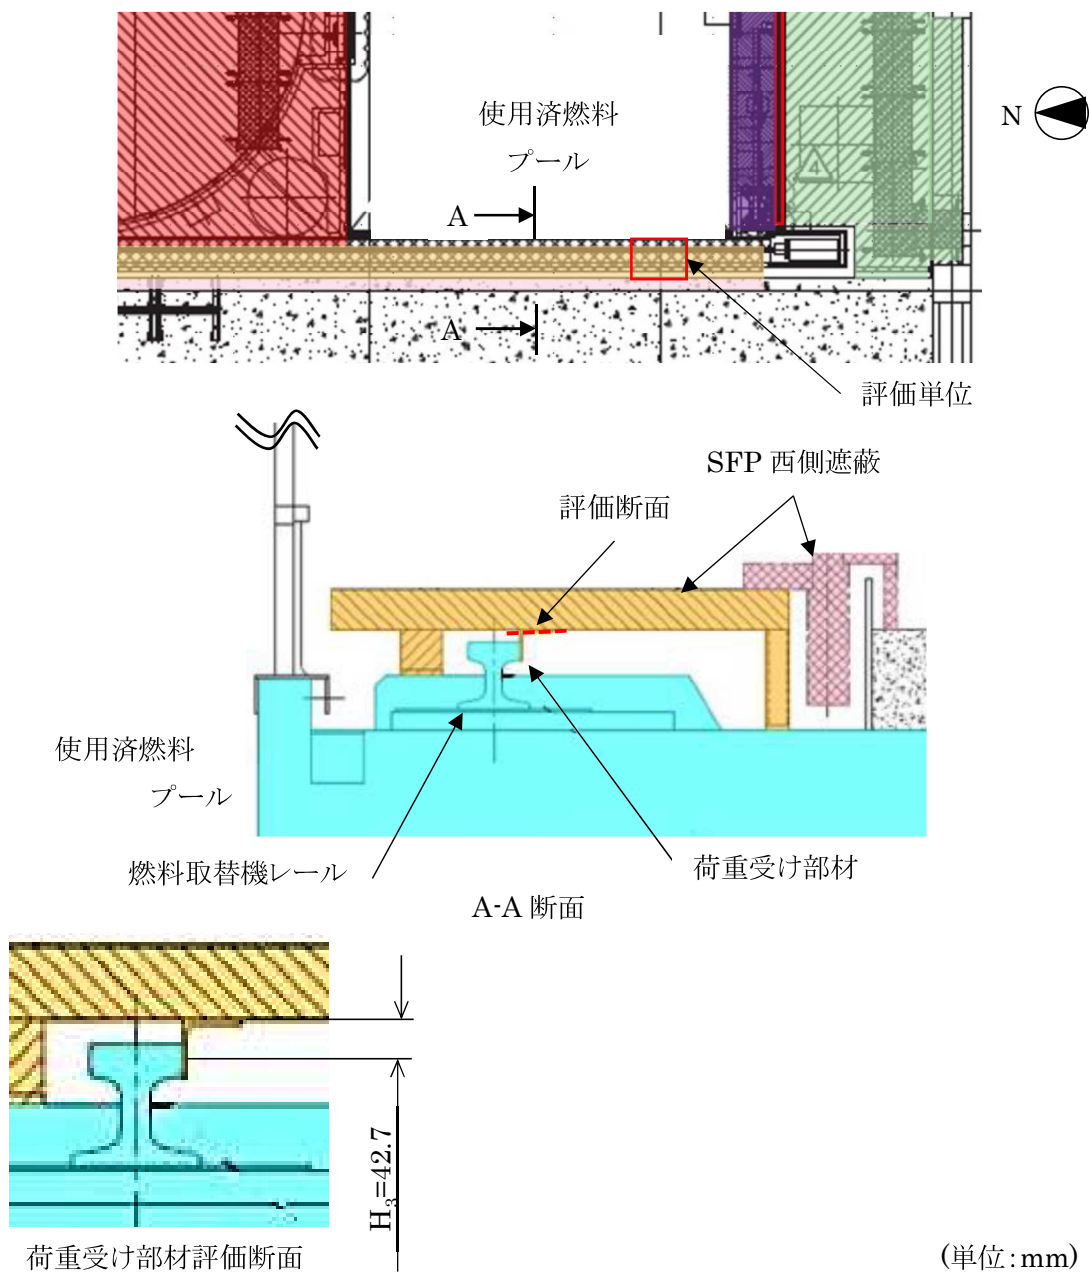 使用済燃料
プール
N
4
A
A
評価単位
SFP 西側遮蔽
評価断面
使用済燃料
プール
燃料取替機レール
荷重受け部材
A-A 断面
H₃=42.7
荷重受け部材評価断面
(単位:mm)